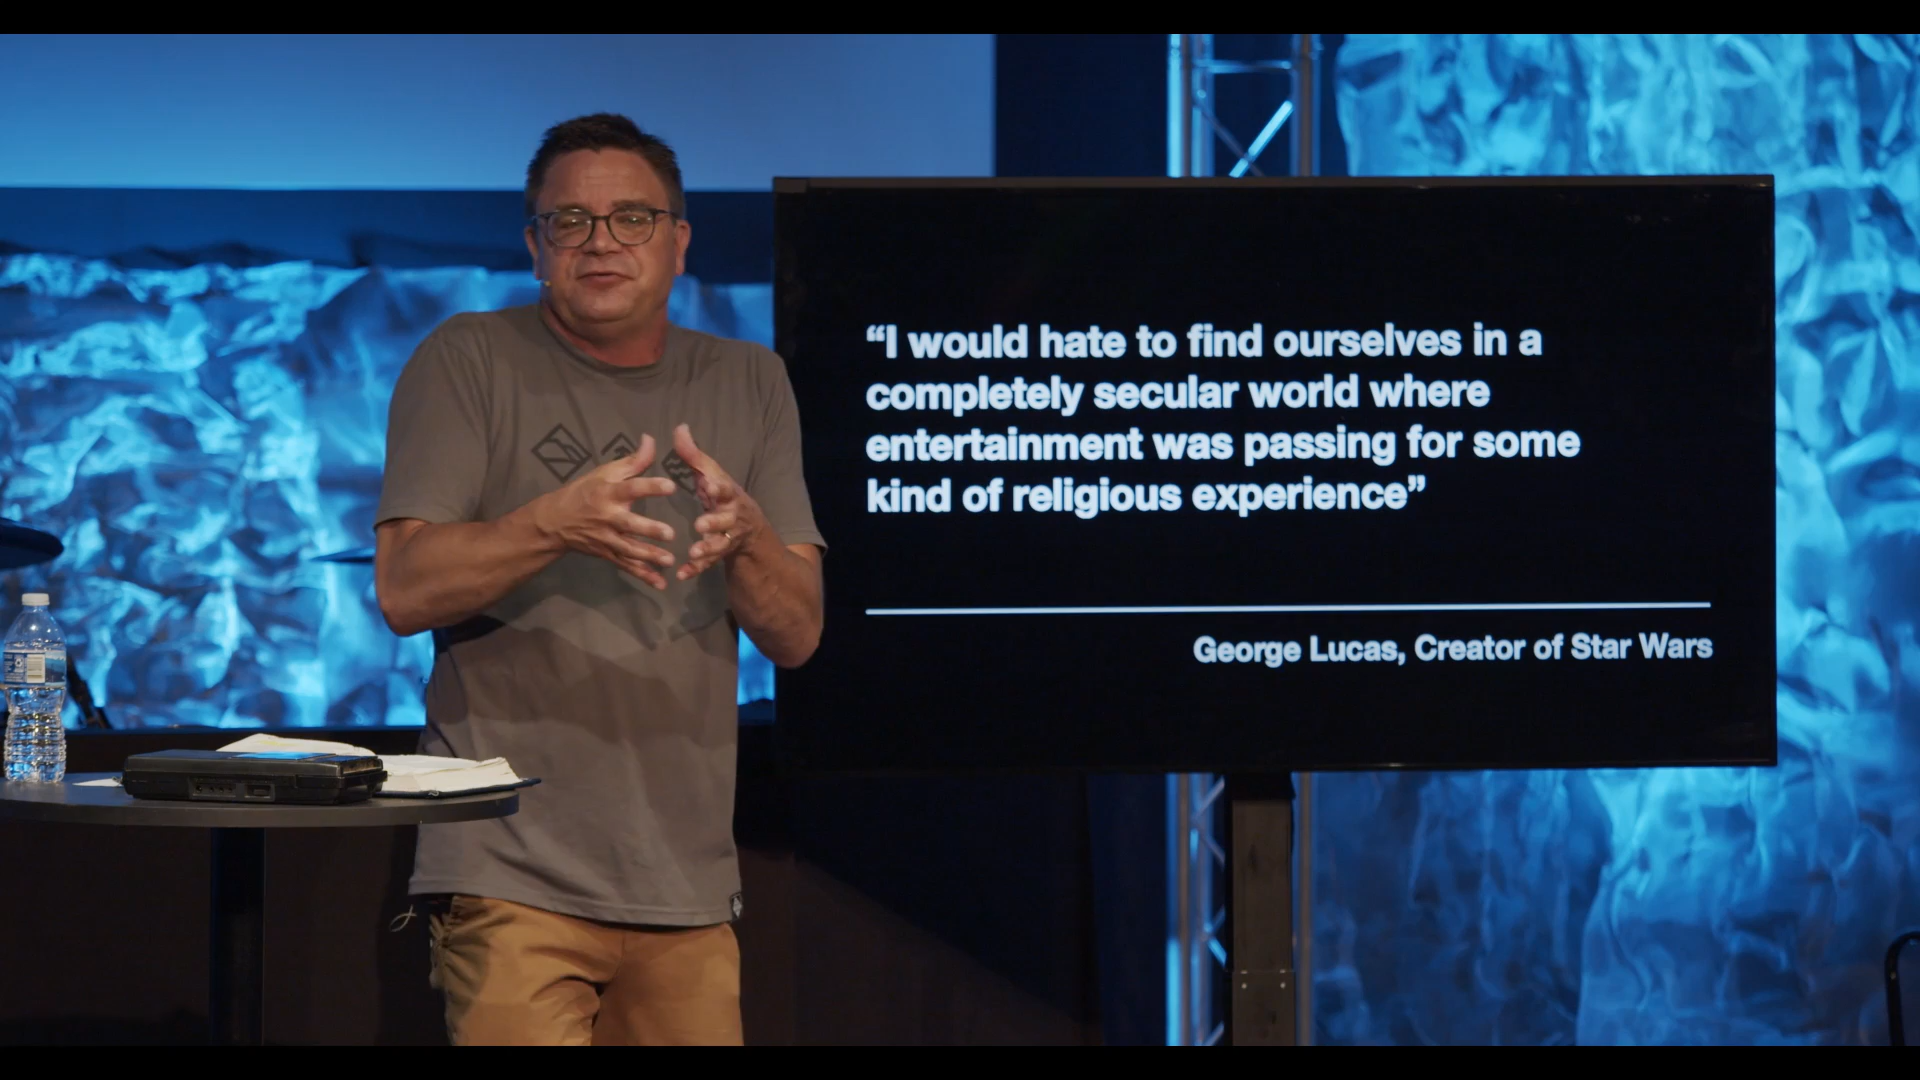 “I would hate to find ourselves in a
completely secular world where
entertainment was passing for some
kind of religious experience”
George Lucas, Creator of Star Wars